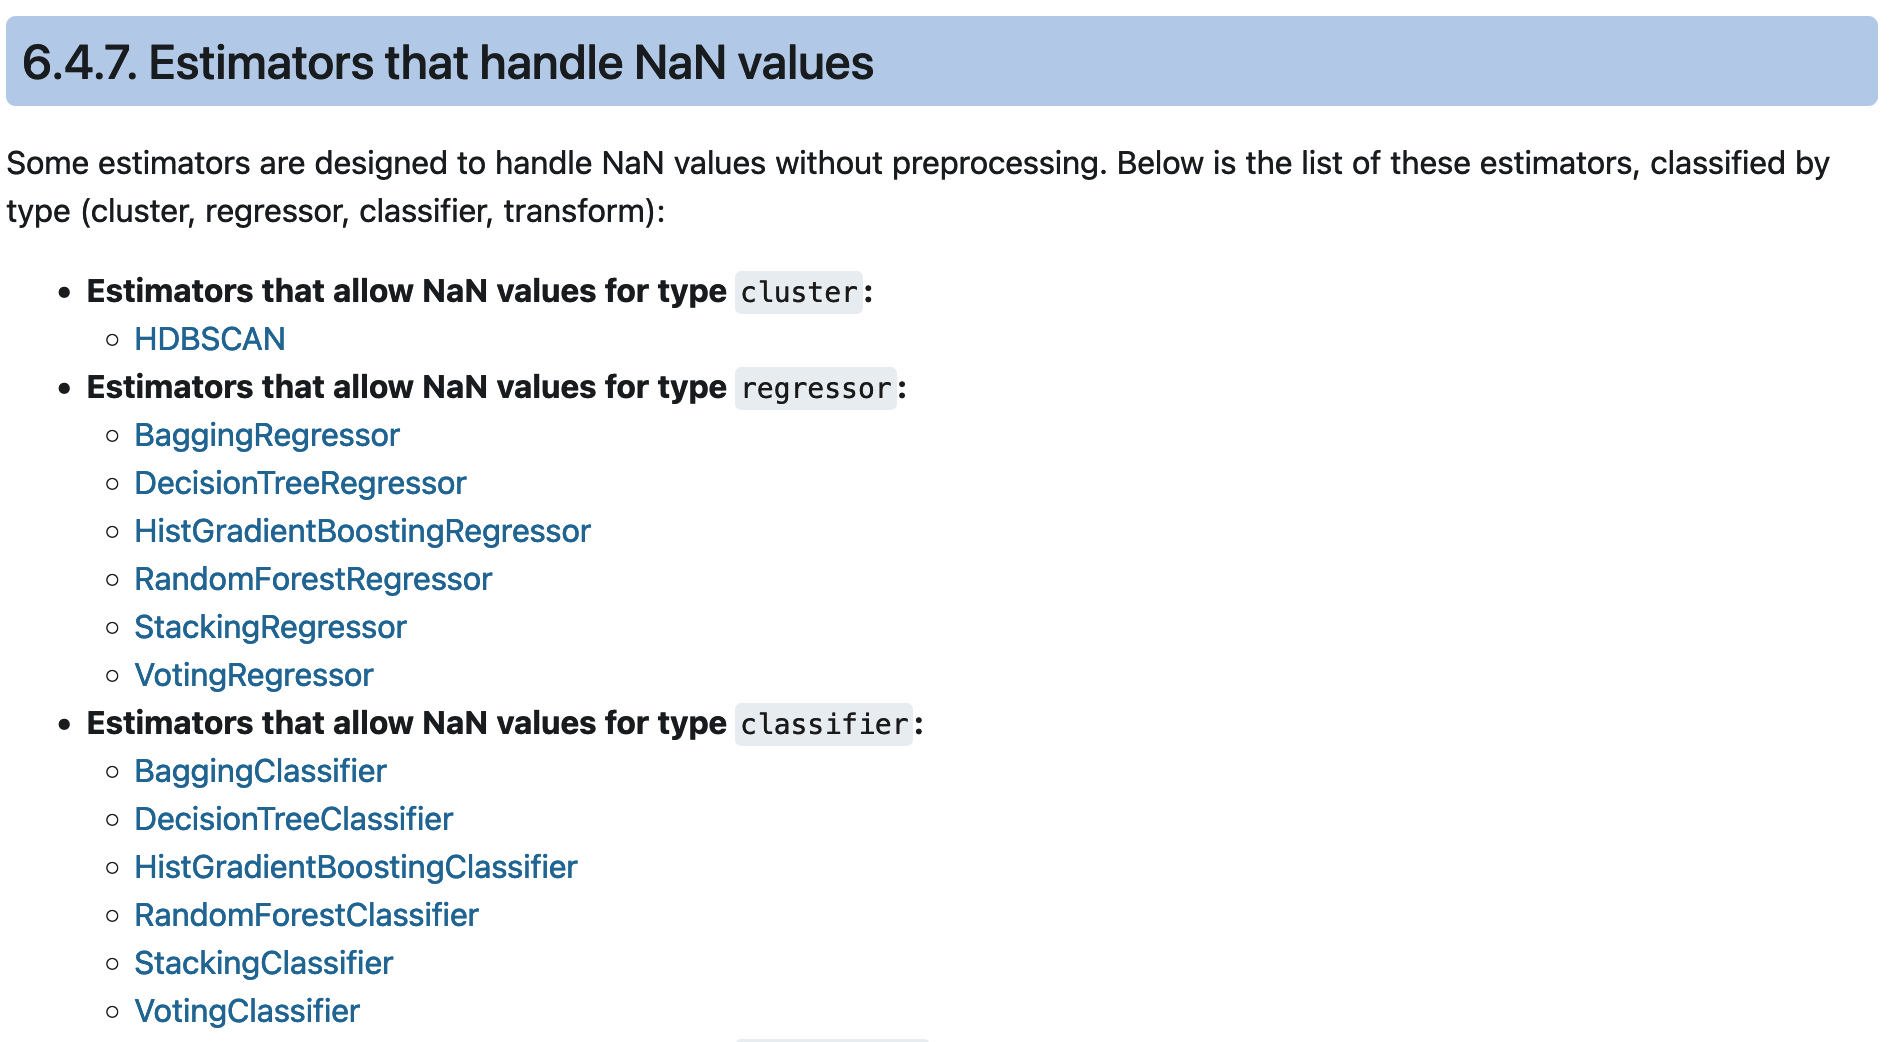 6.4.7. Estimators that handle NaN values
Some estimators are designed to handle NaN values without preprocessing. Below is the list of these estimators, classified by
type (cluster, regressor, classifier, transform):
Estimators that allow NaN values for type cluster:
HDBSCAN
Estimators that allow NaN values for type regressor:
BaggingRegressor
DecisionTreeRegressor
HistGradientBoostingRegressor
RandomForestRegressor
StackingRegressor
VotingRegressor
Estimators that allow NaN values for type classifier:
BaggingClassifier
DecisionTreeClassifier
HistGradientBoostingClassifier
RandomForestClassifier
StackingClassifier
VotingClassifier